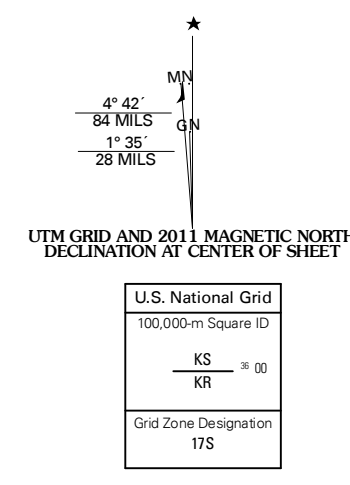 ★
MN
4° 42´
84 MILS
GN
1° 35´
28 MILS
UTM GRID AND 2011 MAGNETIC NORTH
DECLINATION AT CENTER OF SHEET
U.S. National Grid
100,000-m Square ID
KS
36 00
KR
Grid Zone Designation
17S